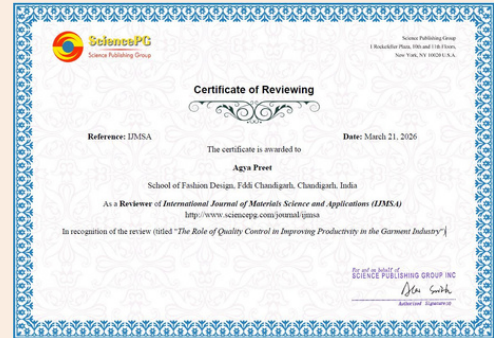 SciencePG
Science Publishing Group
Science Publishing Group
1 Rockefeller Plaza, 10th and 11th Floors,
New York, NY 10020 U.S.A.
Certificate of Reviewing
Reference: IJMSA
Date: March 21, 2026
The certificate is awarded to
Agya Preet
School of Fashion Design, Fddi Chandigarh, Chandigarh, India
As a Reviewer of International Journal of Materials Science and Applications (IJMSA)
http://www.sciencepg.com/journal/ijmsa
In recognition of the review (titled "The Role of Quality Control in Improving Productivity in the Garment Industry")
For and on behalf of
SCIENCE PUBLISHING GROUP INC
Alex Smith
Authorized Signature(s)